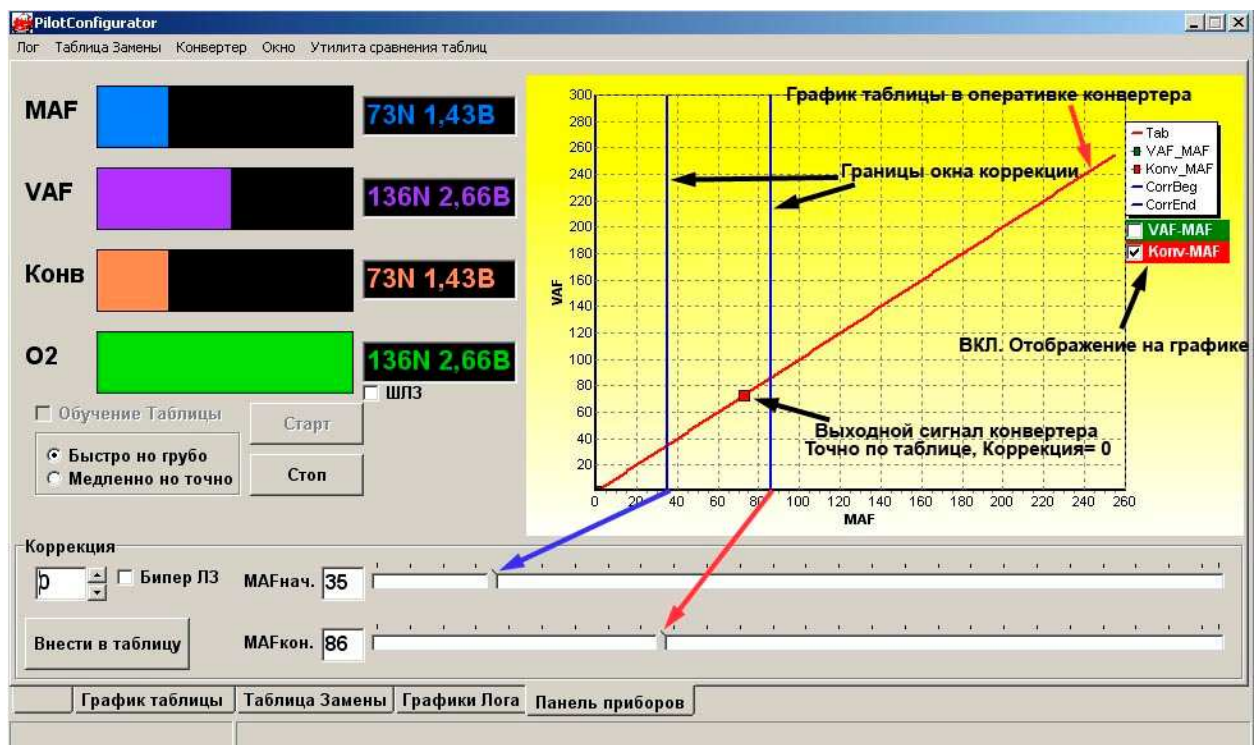 PilotConfigurator
Лог Таблица Замены Конвертер Окно Утилита сравнения таблиц
MAF
73N 1,43В
VAF
136N 2,66В
Конв
73N 1,43В
O2
136N 2,66В
ШЛЗ
Обучение Таблицы
Старт
Быстро но грубо
Медленно но точно
Стоп
График таблицы в оперативке конвертера
Границы окна коррекции
Tab
VAF_MAF
Konv_MAF
CorrBeg
CorrEnd
VAF-MAF
Konv-MAF
ВКЛ. Отображение на графике
Выходной сигнал конвертера
Точно по таблице, Коррекция= 0
300
280
260
240
220
200
180
160
140
120
100
80
60
40
20
VAF
0 20 40 60 80 100 120 140 160 180 200 220 240 260
MAF
Коррекция
0
Бипер ЛЗ
MAFнач. 35
Внести в таблицу
MAFкон. 86
График таблицы Таблица Замены Графики Лога Панель приборов